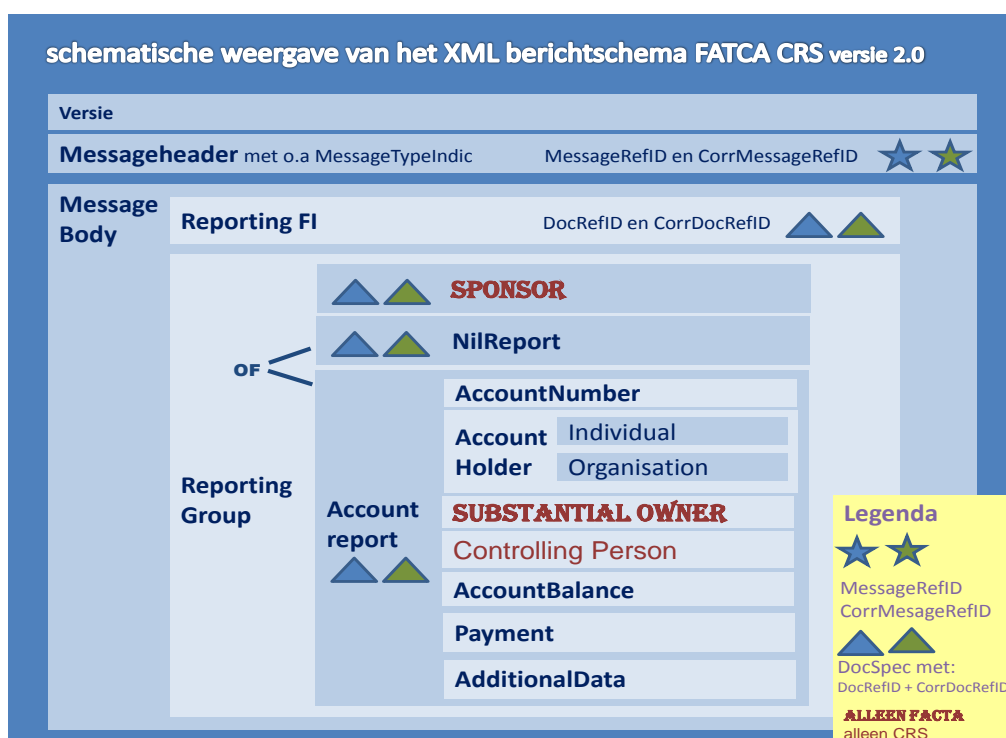 schematische weergave van het XML berichtschema FATCA CRS versie 2.0
Versie
Messageheader met o.a MessageTypeIndic MessageRefID en CorrMessageRefID
Message
Body
Reporting FI DocRefID en CorrDocRefID
SPONSOR
NilReport
OF
Reporting
Group
Account
report
AccountNumber
Account
Holder
Individual
Organisation
SUBSTANTIAL OWNER
Controlling Person
AccountBalance
Payment
AdditionalData
Legenda
MessageRefID
CorrMesageRefID
DocSpec met:
DocRefID + CorrDocRefID
ALLEEN FACTA
alleen CRS